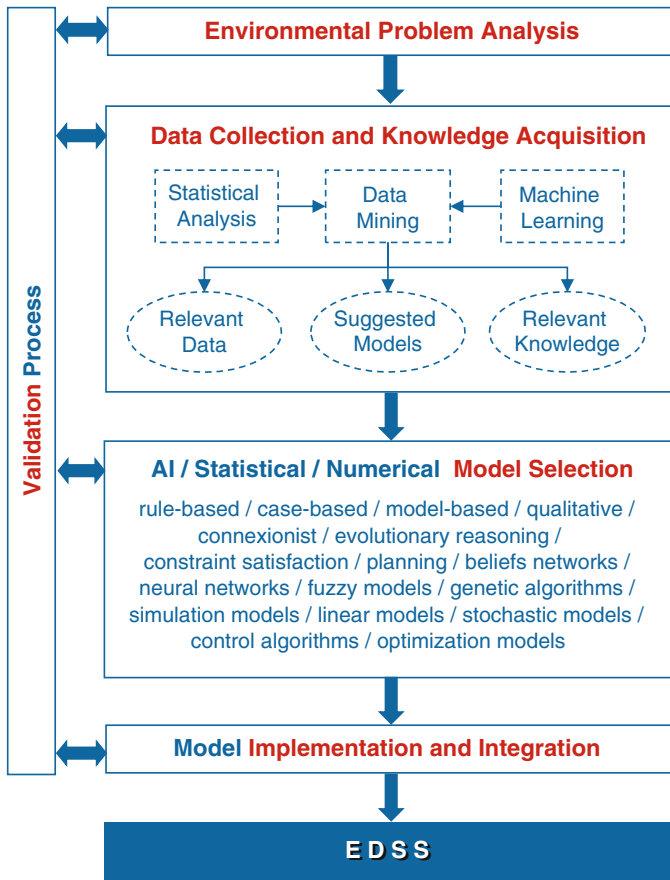 Environmental Problem Analysis
Data Collection and Knowledge Acquisition
Statistical
Analysis
Data
Mining
Machine
Learning
Relevant
Data
Suggested
Models
Relevant
Knowledge
Validation Process
AI / Statistical / Numerical Model Selection
rule-based / case-based / model-based / qualitative /
connexionist / evolutionary reasoning /
constraint satisfaction / planning / beliefs networks /
neural networks / fuzzy models / genetic algorithms /
simulation models / linear models / stochastic models /
control algorithms / optimization models
Model Implementation and Integration
EDSS